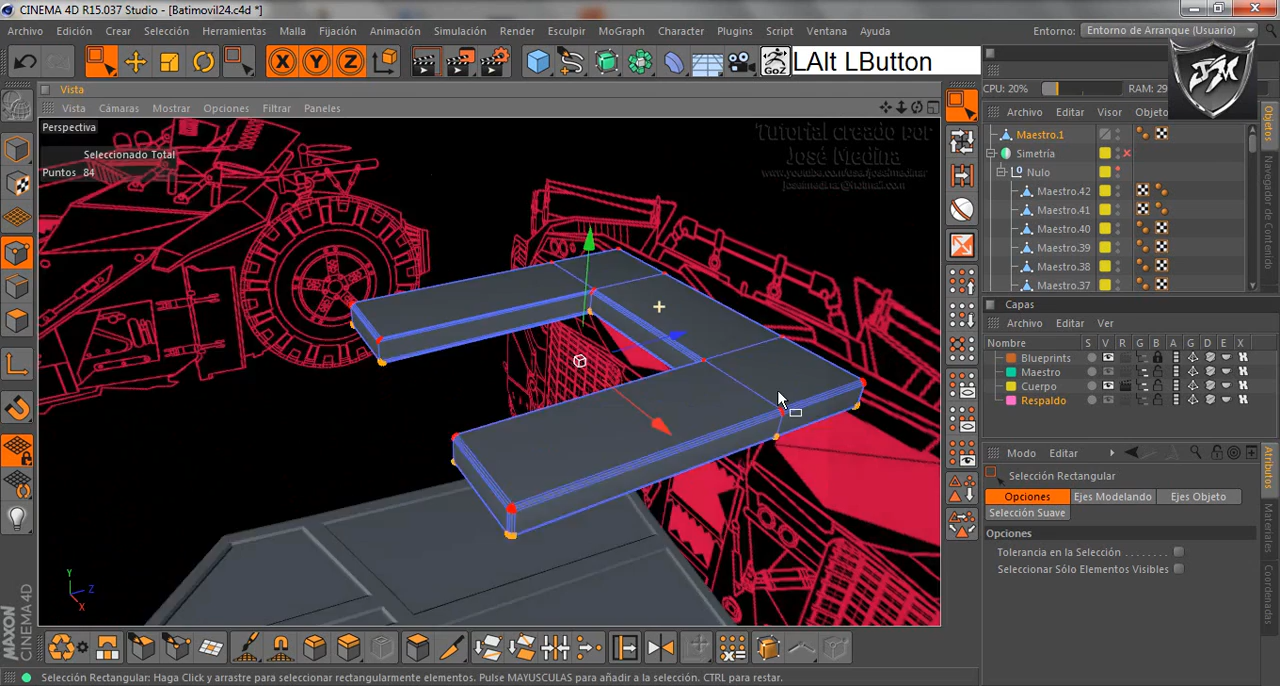 CINEMA 4D R15.037 Studio - [Batimovil24.c4d *]
Archivo Edición Crear Selección Herramientas Malla Fijación Animación Simulación Render Esculpir MoGraph Character Plugins Script Ventana Ayuda Entorno: Entorno de Arranque (Usuario)
X Y Z GoZ LAlt LButton
JM
Vista
Vista Cámaras Mostrar Opciones Filtrar Paneles
CPU: 20% RAM: 29
Archivo Editar Visor Objeto
Perspectiva
Seleccionado Total
Puntos 84
Tutorial creado por
José Medina
Maestro.1
Simetría
Nulo
Maestro.42
Maestro.41
Maestro.40
Maestro.39
Maestro.38
Maestro.37
Objetos
Navegador de Contenido
Capas
Archivo Editar Ver
Nombre S V R M L G D E X
Blueprints
Maestro
Cuerpo
Respaldo
Modo Editar
Selección Rectangular
Opciones Ejes Modelando Ejes Objeto
Selección Suave
Opciones
Tolerancia en la Selección
Seleccionar Sólo Elementos Visibles
Atributos
Materiales
Coordenadas
Y
Z
X
MAXON
CINEMA 4D
Selección Rectangular: Haga Click y arrastre para seleccionar rectangularmente elementos. Pulse MAYUSCULAS para añadir a la selección. CTRL para restar.